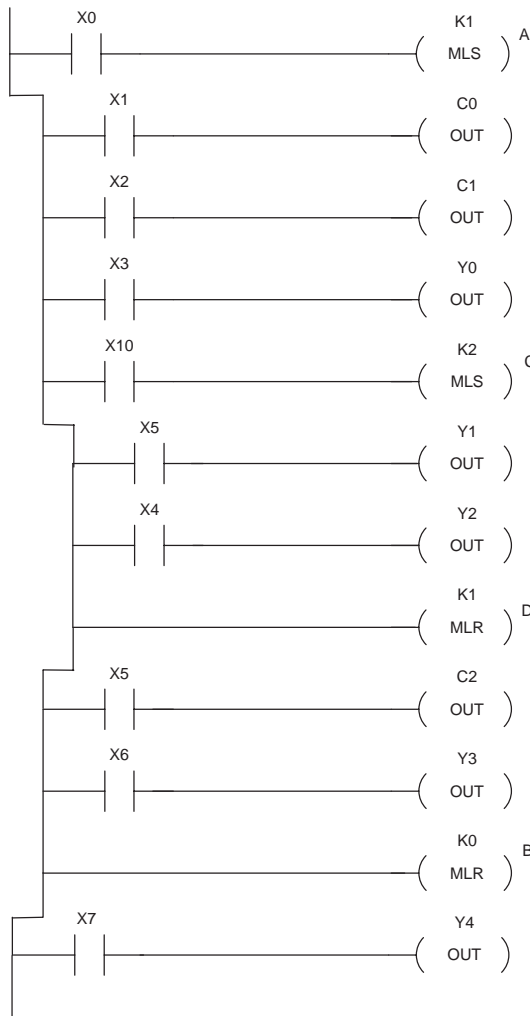 X0 K1
MLS A
X1 C0
OUT
X2 C1
OUT
X3 Y0
OUT
X10 K2
MLS C
X5 Y1
OUT
X4 Y2
OUT
K1
MLR D
X5 C2
OUT
X6 Y3
OUT
K0
MLR B
X7 Y4
OUT